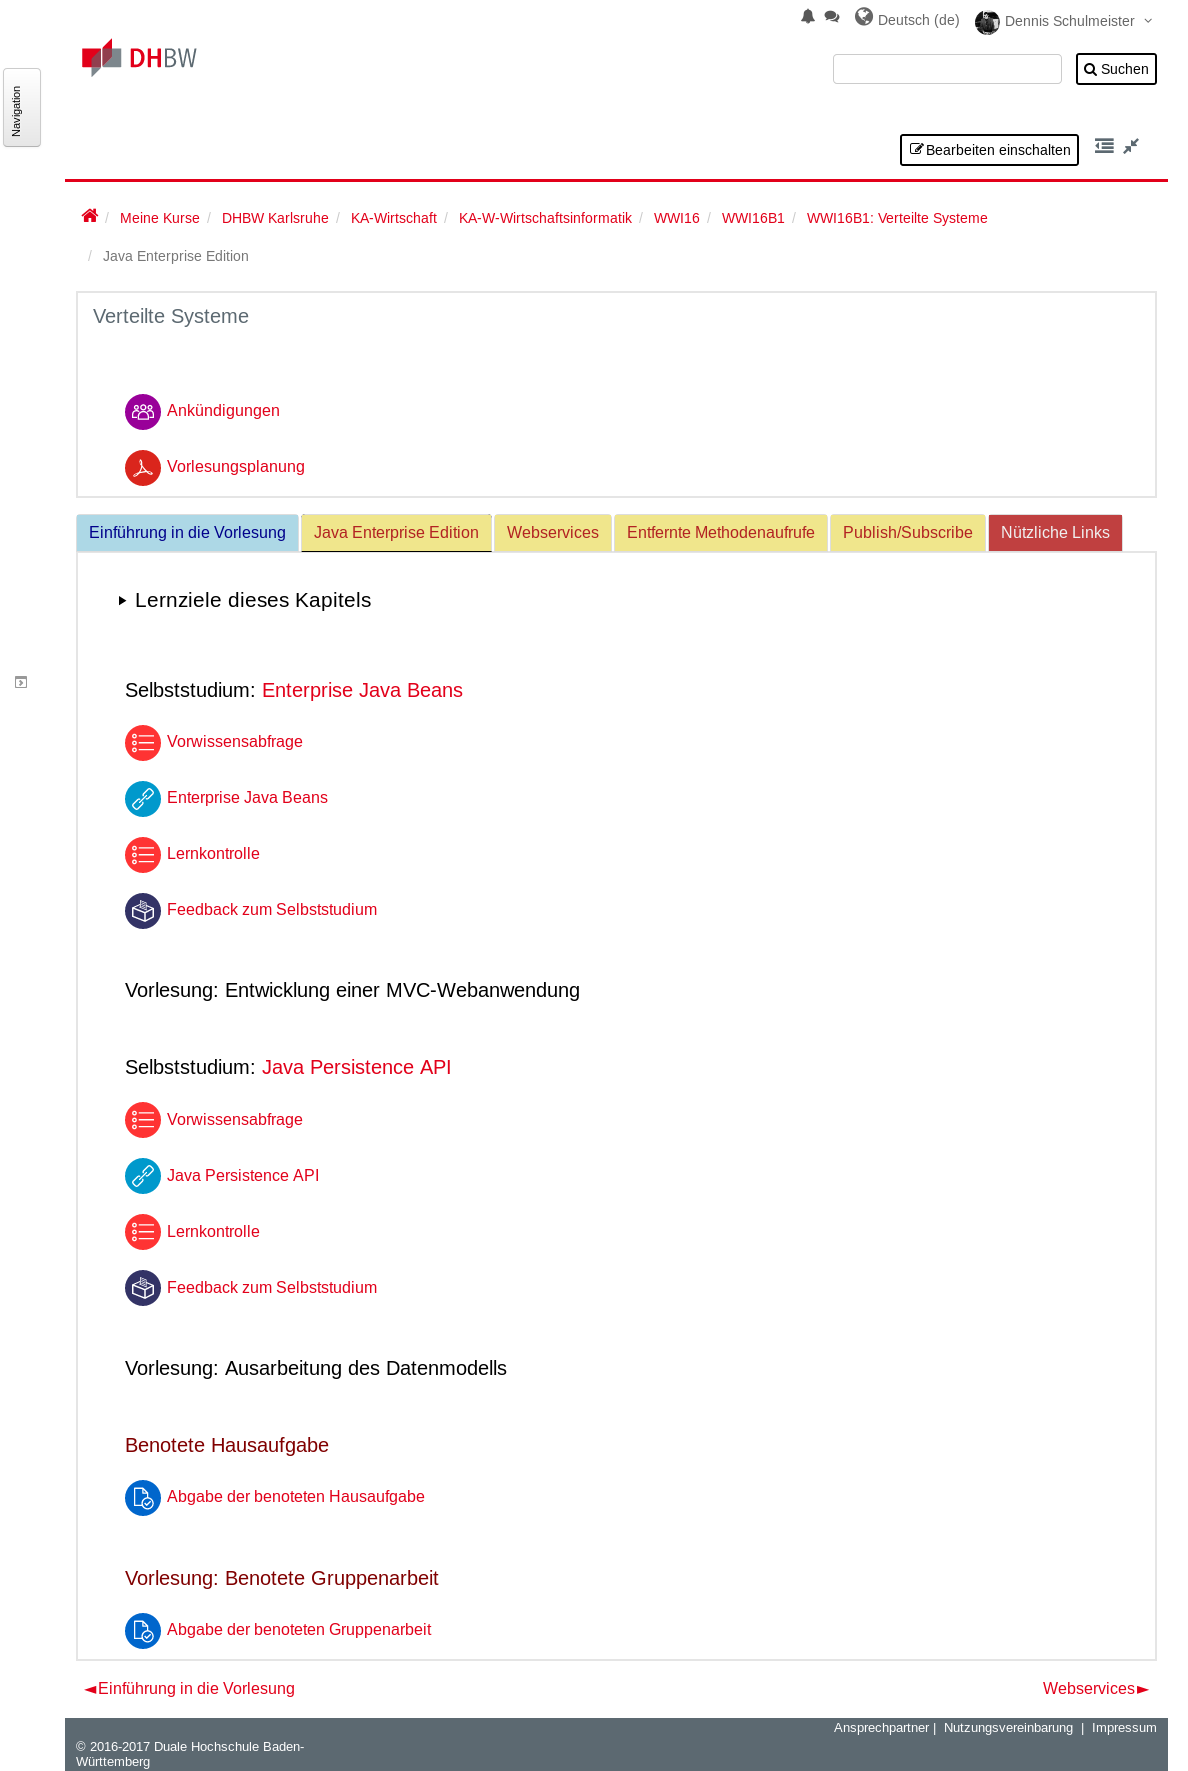 Deutsch (de) Dennis Schulmeister
DHBW
Suchen
Navigation
Bearbeiten einschalten
/ Meine Kurse / DHBW Karlsruhe / KA-Wirtschaft / KA-W-Wirtschaftsinformatik / WWI16 / WWI16B1 / WWI16B1: Verteilte Systeme
/ Java Enterprise Edition
Verteilte Systeme
Ankündigungen
Vorlesungsplanung
Einführung in die Vorlesung Java Enterprise Edition Webservices Entfernte Methodenaufrufe Publish/Subscribe Nützliche Links
Lernziele dieses Kapitels
Selbststudium: Enterprise Java Beans
Vorwissensabfrage
Enterprise Java Beans
Lernkontrolle
Feedback zum Selbststudium
Vorlesung: Entwicklung einer MVC-Webanwendung
Selbststudium: Java Persistence API
Vorwissensabfrage
Java Persistence API
Lernkontrolle
Feedback zum Selbststudium
Vorlesung: Ausarbeitung des Datenmodells
Benotete Hausaufgabe
Abgabe der benoteten Hausaufgabe
Vorlesung: Benotete Gruppenarbeit
Abgabe der benoteten Gruppenarbeit
◄Einführung in die Vorlesung Webservices►
Ansprechpartner | Nutzungsvereinbarung | Impressum
© 2016-2017 Duale Hochschule Baden-
Württemberg